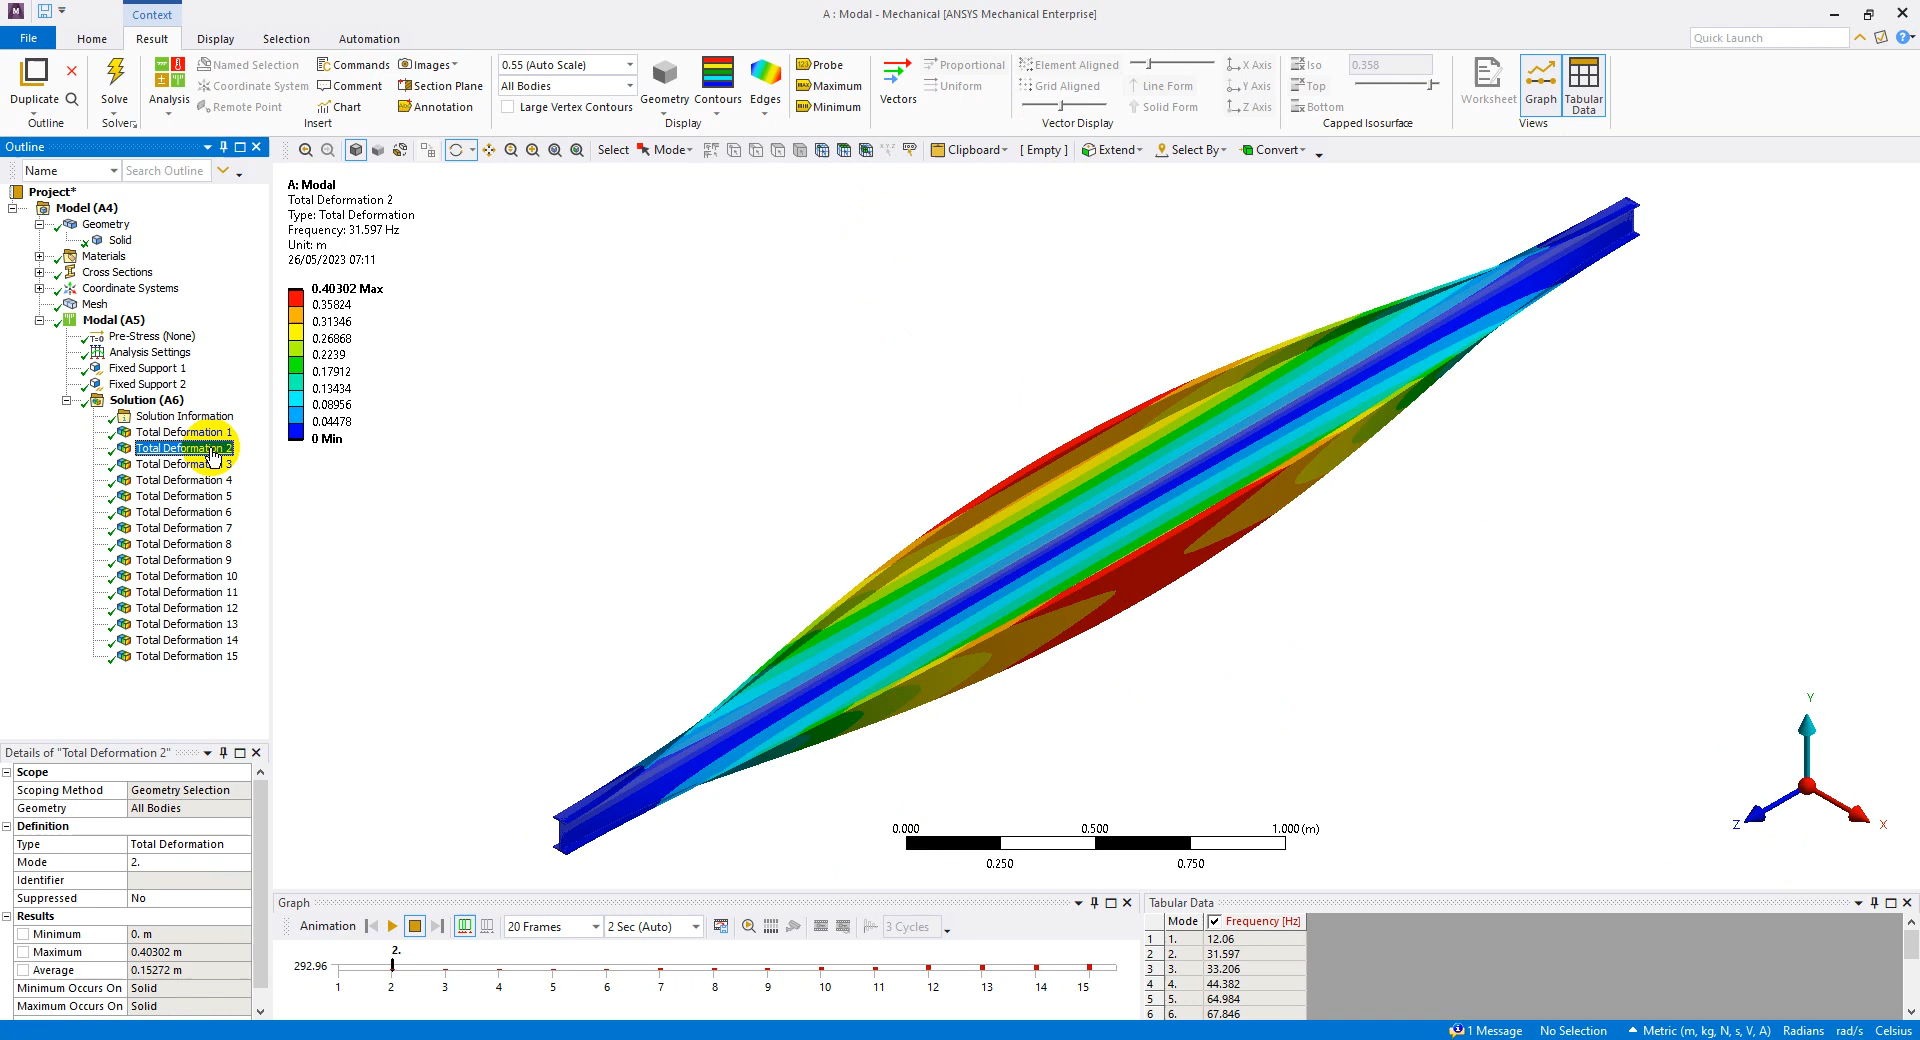 Context
A : Modal - Mechanical [ANSYS Mechanical Enterprise]
File Home Result Display Selection Automation
Quick Launch
Duplicate
Outline
Solve
Solver
Analysis
Named Selection
Coordinate System
Remote Point
Commands
Comment
Chart
Images
Section Plane
Annotation
Insert
0.55 (Auto Scale)
All Bodies
Large Vertex Contours
Geometry
Contours
Edges
Display
Probe
Maximum
Minimum
Vectors
Proportional
Uniform
Element Aligned
Grid Aligned
Line Form
Solid Form
X Axis
Y Axis
Z Axis
Vector Display
Iso
Top
Bottom
0.358
Capped Isosurface
Worksheet
Graph
Tabular
Data
Views
Outline
Name
Search Outline
Select Mode Clipboard [ Empty ] Extend Select By Convert
Project*
Model (A4)
Geometry
Solid
Materials
Cross Sections
Coordinate Systems
Mesh
Modal (A5)
Pre-Stress (None)
Analysis Settings
Fixed Support 1
Fixed Support 2
Solution (A6)
Solution Information
Total Deformation 1
Total Deformation 2
Total Deformation 3
Total Deformation 4
Total Deformation 5
Total Deformation 6
Total Deformation 7
Total Deformation 8
Total Deformation 9
Total Deformation 10
Total Deformation 11
Total Deformation 12
Total Deformation 13
Total Deformation 14
Total Deformation 15
A: Modal
Total Deformation 2
Type: Total Deformation
Frequency: 31.597 Hz
Unit: m
26/05/2023 07:11
0.40302 Max
0.35824
0.31346
0.26868
0.2239
0.17912
0.13434
0.08956
0.04478
0 Min
0.000 0.500 1.000 (m)
0.250 0.750
Y
Z
X
Details of "Total Deformation 2"
Scope
Scoping Method Geometry Selection
Geometry All Bodies
Definition
Type Total Deformation
Mode 2.
Identifier
Suppressed No
Results
Minimum 0. m
Maximum 0.40302 m
Average 0.15272 m
Minimum Occurs On Solid
Maximum Occurs On Solid
Graph
Animation 20 Frames 2 Sec (Auto) 3 Cycles
2.
292.96
1 2 3 4 5 6 7 8 9 10 11 12 13 14 15
Tabular Data
Mode Frequency [Hz]
1 1. 12.06
2 2. 31.597
3 3. 33.206
4 4. 44.382
5 5. 64.984
6 6. 67.846
1 Message No Selection Metric (m, kg, N, s, V, A) Radians rad/s Celsius